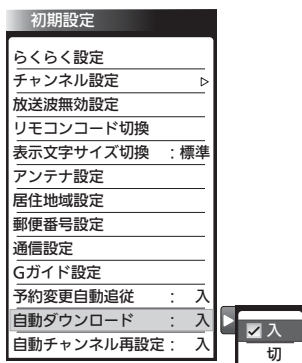 初期設定
らくらく設定
チャンネル設定
放送波無効設定
リモコンコード切換
表示文字サイズ切換 : 標準
アンテナ設定
居住地域設定
郵便番号設定
通信設定
Gガイド設定
予約変更自動追従 : 入
自動ダウンロード : 入
自動チャンネル再設定 : 入
入
切